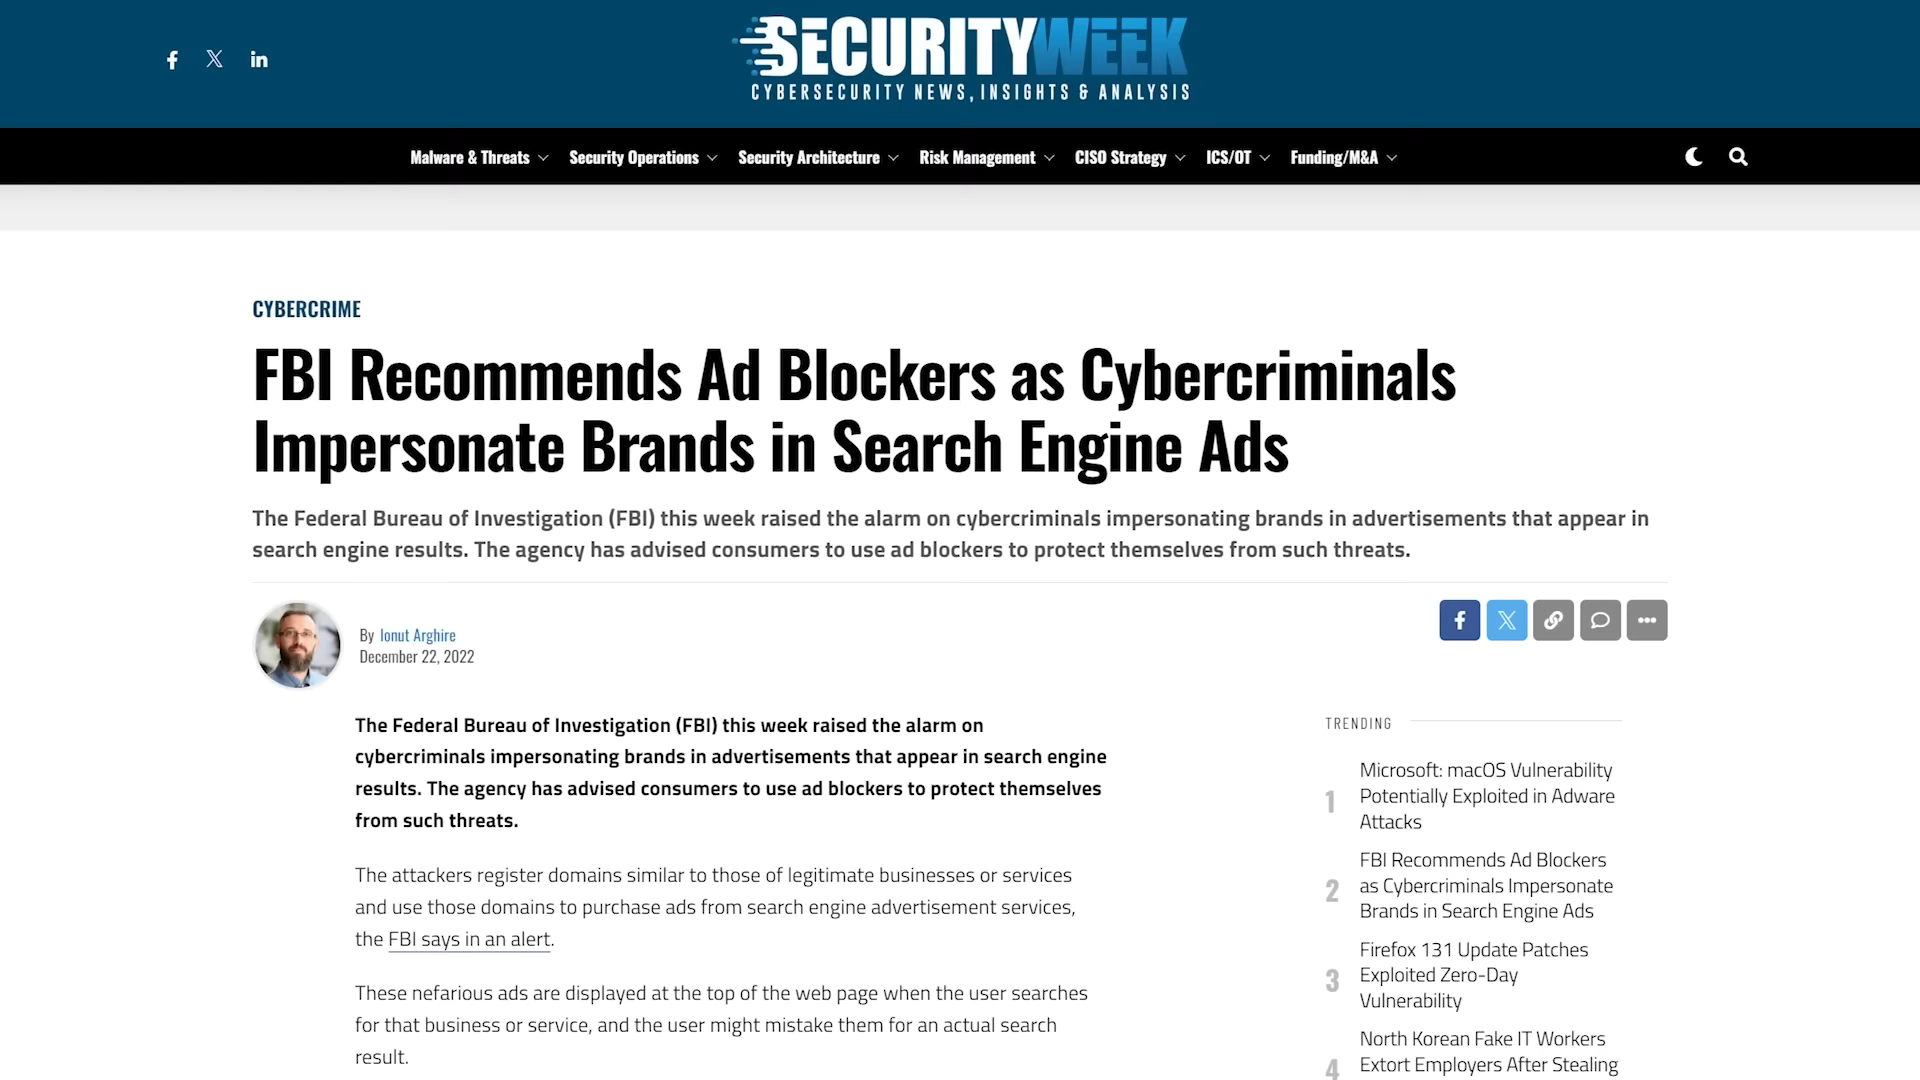 SECURITYWEEK
CYBERSECURITY NEWS, INSIGHTS & ANALYSIS
Malware & Threats Security Operations Security Architecture Risk Management CISO Strategy ICS/OT Funding/M&A
CYBERCRIME
FBI Recommends Ad Blockers as Cybercriminals
Impersonate Brands in Search Engine Ads
The Federal Bureau of Investigation (FBI) this week raised the alarm on cybercriminals impersonating brands in advertisements that appear in
search engine results. The agency has advised consumers to use ad blockers to protect themselves from such threats.
By Ionut Arghire
December 22, 2022
The Federal Bureau of Investigation (FBI) this week raised the alarm on
cybercriminals impersonating brands in advertisements that appear in search engine
results. The agency has advised consumers to use ad blockers to protect themselves
from such threats.
The attackers register domains similar to those of legitimate businesses or services
and use those domains to purchase ads from search engine advertisement services,
the FBI says in an alert.
These nefarious ads are displayed at the top of the web page when the user searches
for that business or service, and the user might mistake them for an actual search
result.
TRENDING
1
Microsoft: macOS Vulnerability
Potentially Exploited in Adware
Attacks
2
FBI Recommends Ad Blockers
as Cybercriminals Impersonate
Brands in Search Engine Ads
3
Firefox 131 Update Patches
Exploited Zero-Day
Vulnerability
4
North Korean Fake IT Workers
Extort Employers After Stealing